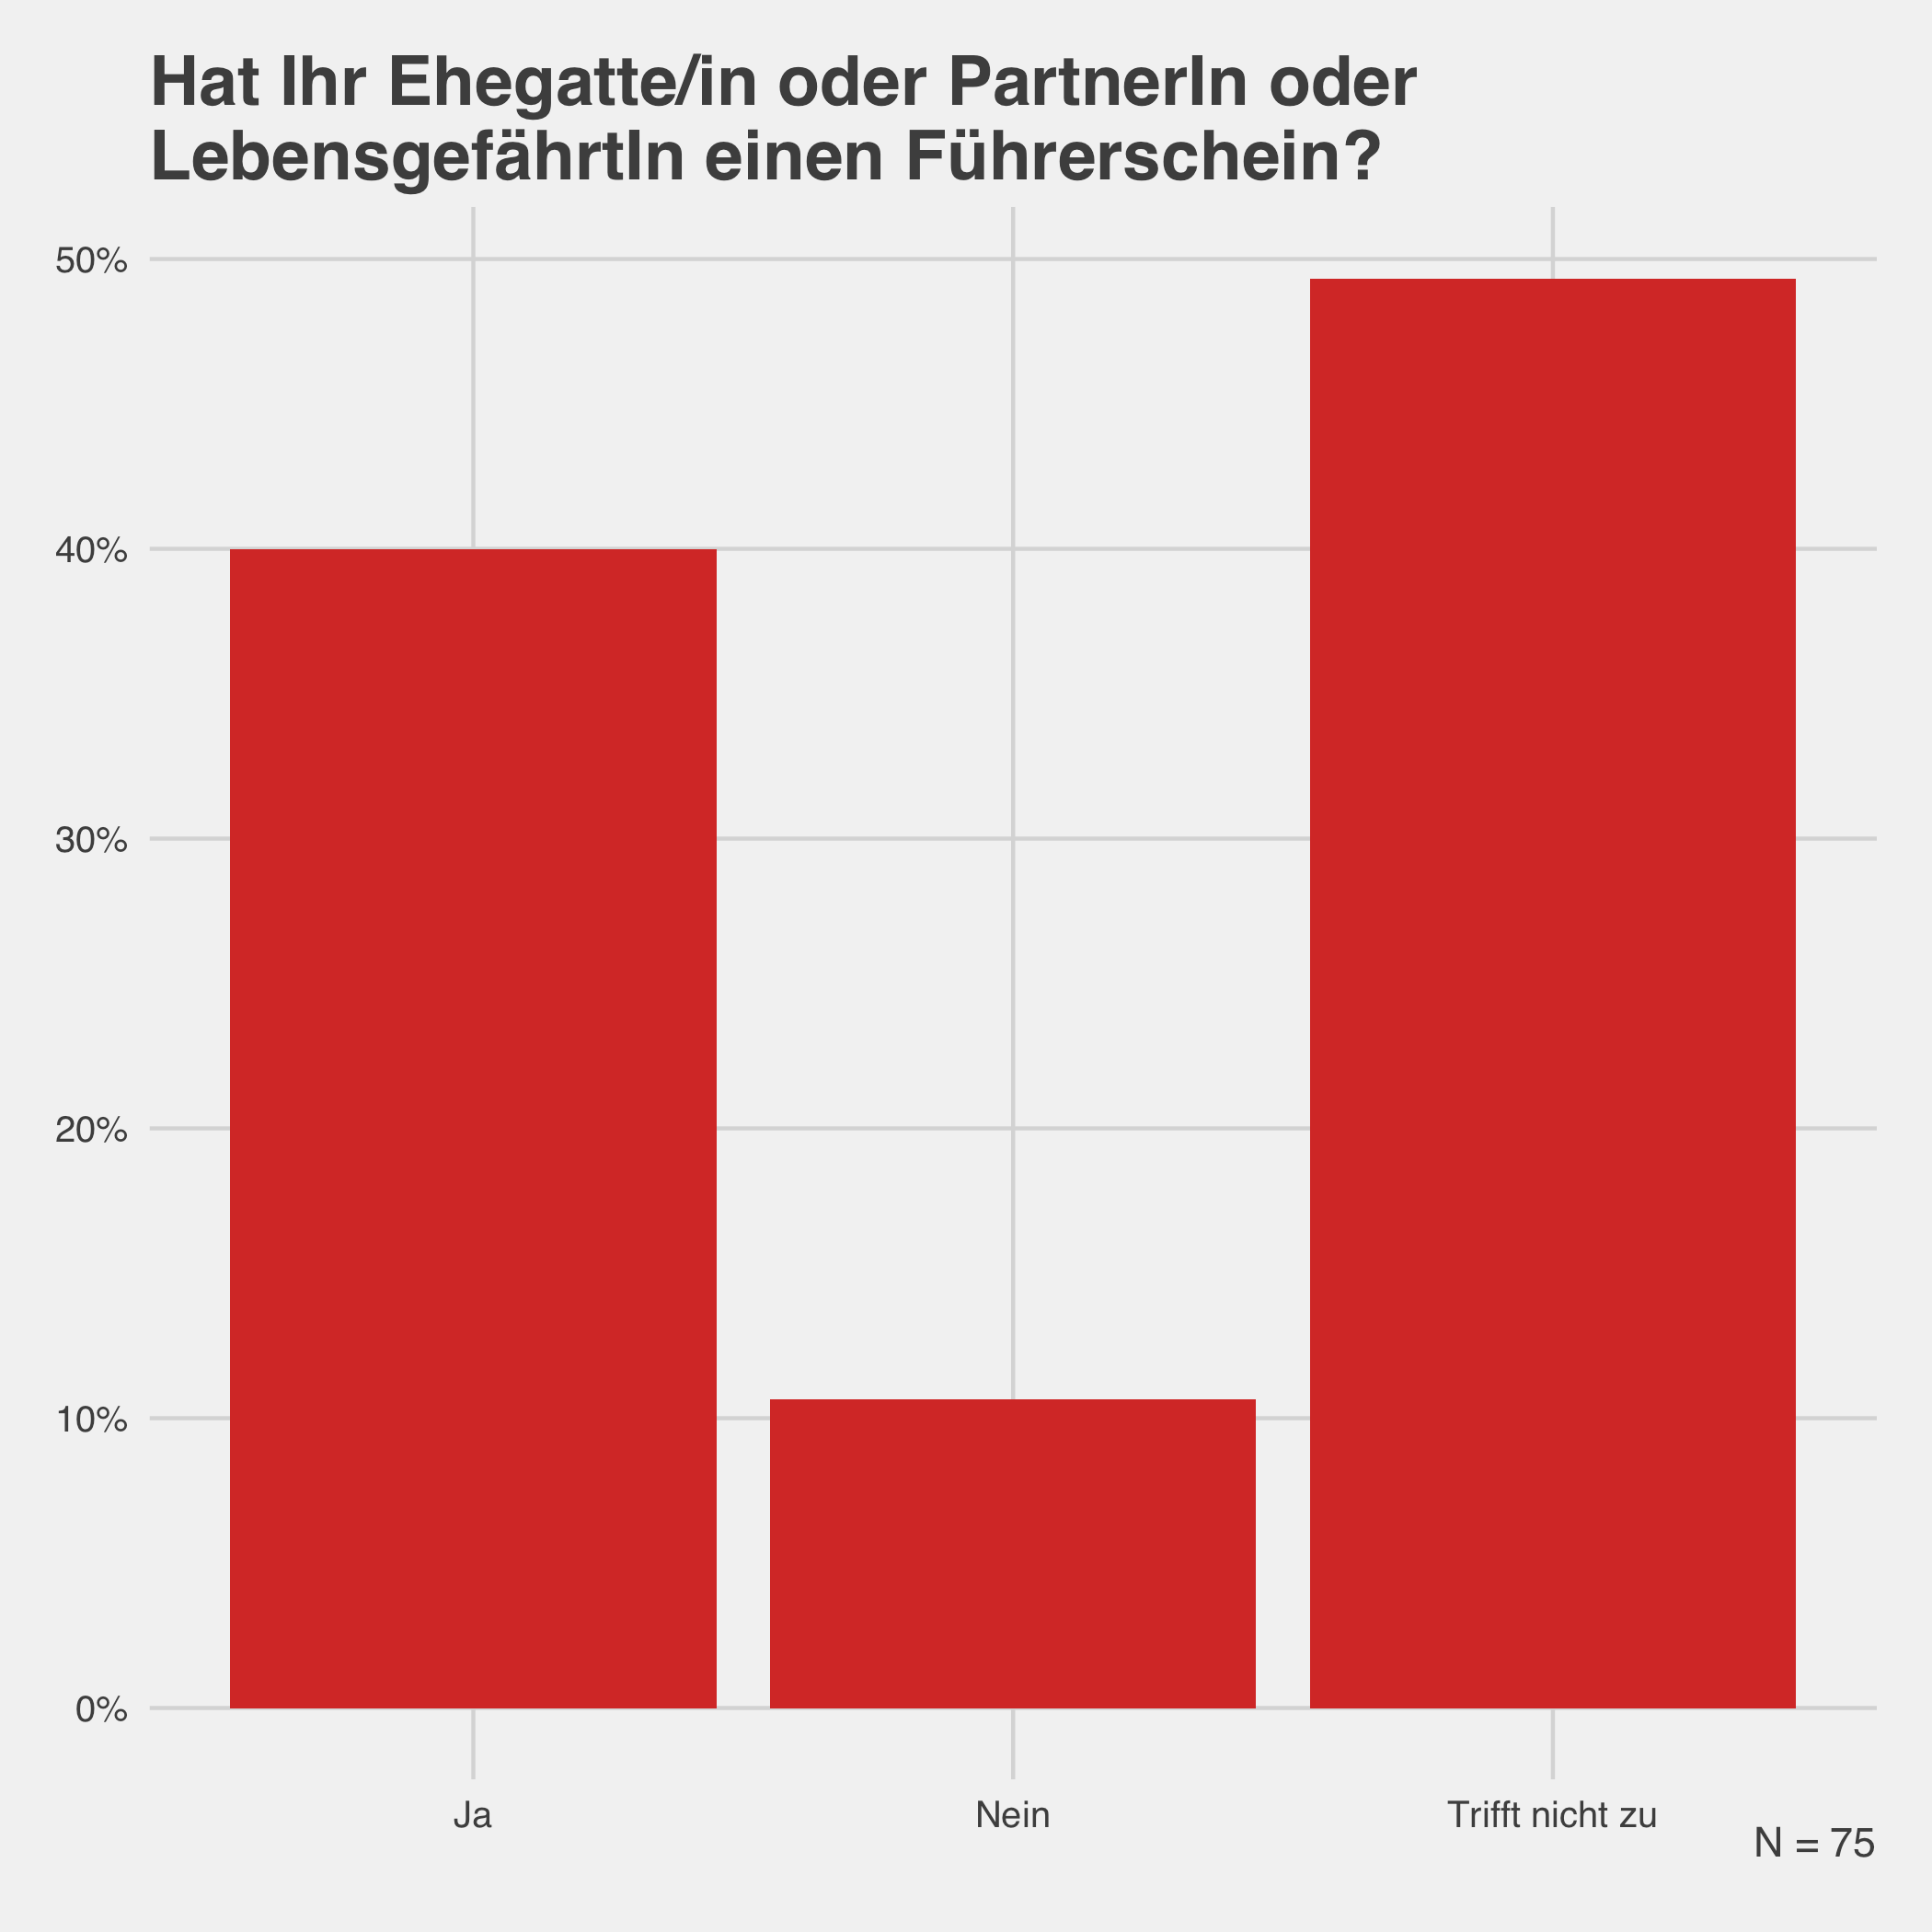 Hat Ihr Ehegatte/in oder PartnerIn oder
LebensgefährtIn einen Führerschein?
50%
40%
30%
20%
10%
0%
Ja
Nein
Trifft nicht zu
N = 75